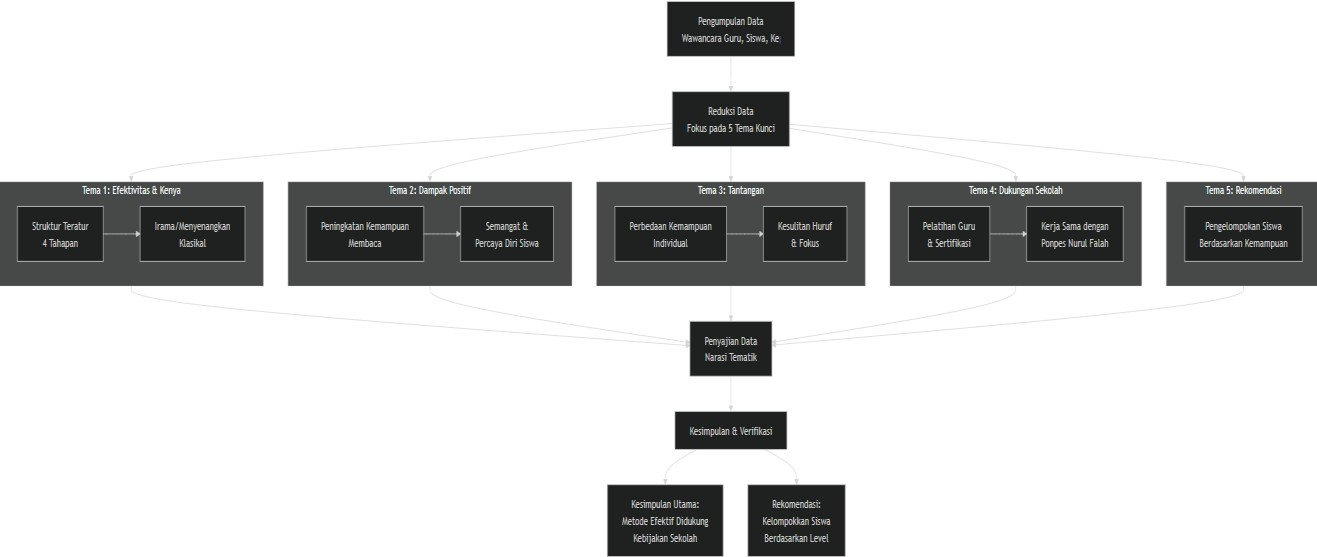 Pengumpulan Data
Wawancara Guru, Siswa, Ke
Reduksi Data
Fokus pada 5 Tema Kunci
Tema 1: Efektivitas & Kenya
Struktur Teratur
4 Tahapan
Irama/Menyenangkan
Klasikal
Tema 2: Dampak Positif
Peningkatan Kemampuan
Membaca
Semangat &
Percaya Diri Siswa
Tema 3: Tantangan
Perbedaan Kemampuan
Individual
Kesulitan Huruf
& Fokus
Tema 4: Dukungan Sekolah
Pelatihan Guru
& Sertifikasi
Kerja Sama dengan
Ponpes Nurul Falah
Tema 5: Rekomendasi
Pengelompokan Siswa
Berdasarkan Kemampuan
Penyajian Data
Narasi Tematik
Kesimpulan & Verifikasi
Kesimpulan Utama:
Metode Efektif Didukung
Kebijakan Sekolah
Rekomendasi:
Kelompokkan Siswa
Berdasarkan Level